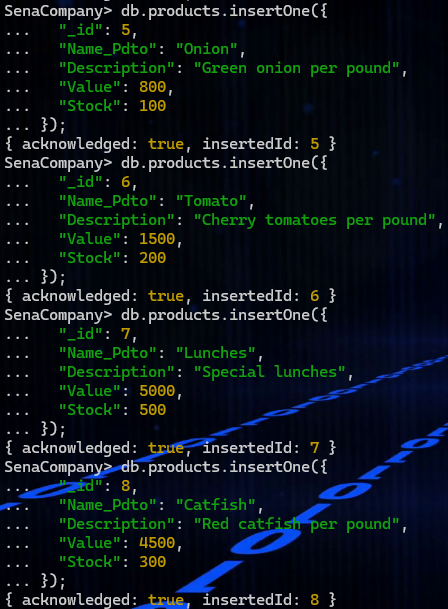 SenaCompany> db.products.insertOne({
... "_id": 5,
... "Name_Pdto": "Onion",
... "Description": "Green onion per pound",
... "Value": 800,
... "Stock": 100
... });
{ acknowledged: true, insertedId: 5 }
SenaCompany> db.products.insertOne({
... "_id": 6,
... "Name_Pdto": "Tomato",
... "Description": "Cherry tomatoes per pound",
... "Value": 1500,
... "Stock": 200
... });
{ acknowledged: true, insertedId: 6 }
SenaCompany> db.products.insertOne({
... "_id": 7,
... "Name_Pdto": "Lunches",
... "Description": "Special lunches",
... "Value": 5000,
... "Stock": 500
... });
{ acknowledged: true, insertedId: 7 }
SenaCompany> db.products.insertOne({
... "_id": 8,
... "Name_Pdto": "Catfish",
... "Description": "Red catfish per pound",
... "Value": 4500,
... "Stock": 300
... });
{ acknowledged: true, insertedId: 8 }